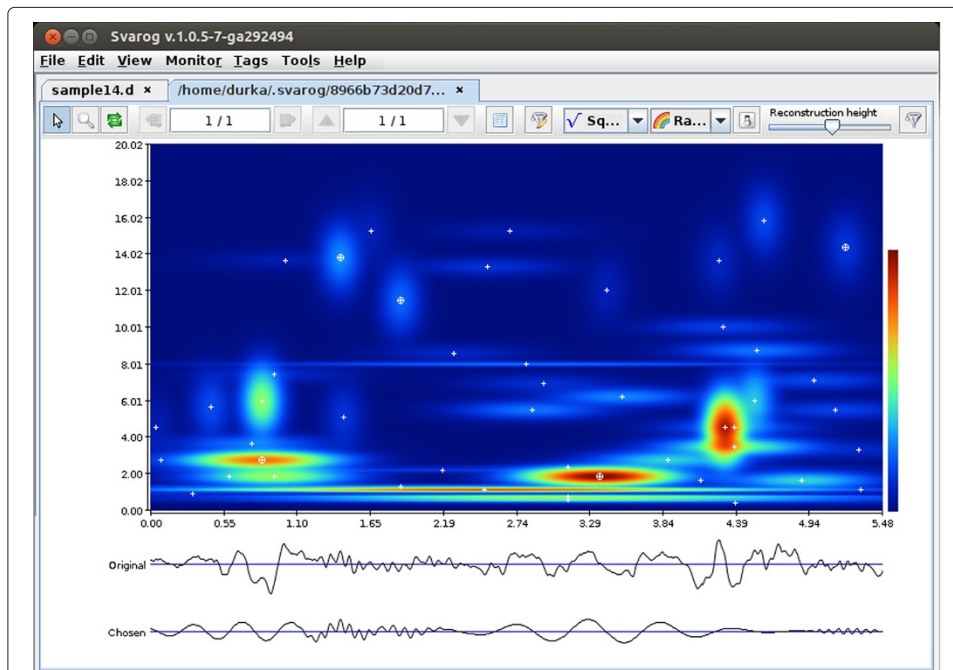 Svarog v.1.0.5-7-ga292494
File Edit View Monitor Tags Tools Help
sample14.d × /home/durka/.svarog/8966b73d20d7... ×
1 / 1 1 / 1 Sq... Ra... Reconstruction height
20.02
18.02
16.02
14.02
12.01
10.01
8.01
6.01
4.00
2.00
0.00
0.00 0.55 1.10 1.65 2.19 2.74 3.29 3.84 4.39 4.94 5.48
Original
Chosen